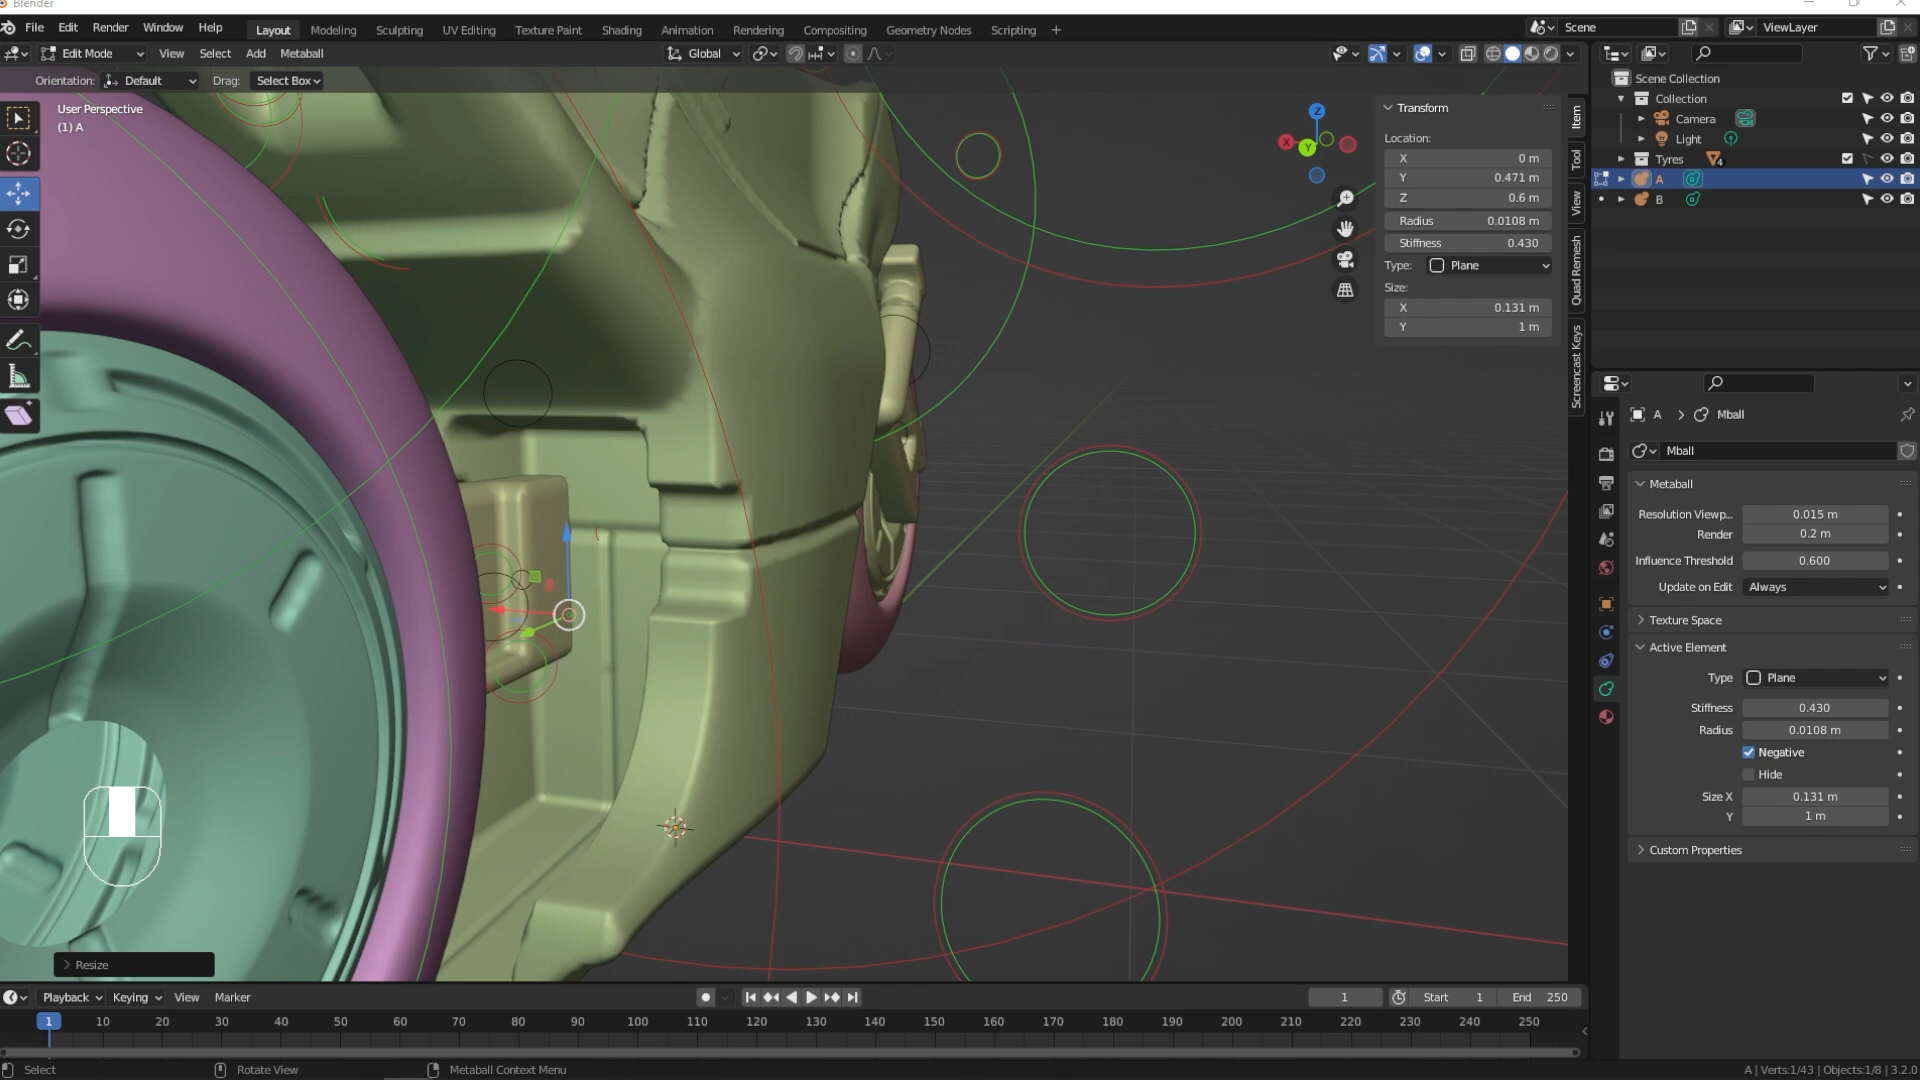 Blender
File Edit Render Window Help
Layout Modeling Sculpting UV Editing Texture Paint Shading Animation Rendering Compositing Geometry Nodes Scripting +
Scene
ViewLayer
Edit Mode View Select Add Metaball
Global
Orientation: Default Drag: Select Box
User Perspective
(1) A
Z
X
Y
Transform
Location:
X 0 m
Y 0.471 m
Z 0.6 m
Radius 0.0108 m
Stiffness 0.430
Type: Plane
Size:
X 0.131 m
Y 1 m
Item
Tool
View
Quad Remesh
Screencast Keys
Scene Collection
Collection
Camera
Light
Tyres 4
A
B
A > Mball
Mball
Metaball
Resolution Viewp... 0.015 m
Render 0.2 m
Influence Threshold 0.600
Update on Edit Always
Texture Space
Active Element
Type Plane
Stiffness 0.430
Radius 0.0108 m
Negative
Hide
Size X 0.131 m
Y 1 m
Custom Properties
Resize
Playback Keying View Marker
1 Start 1 End 250
1 10 20 30 40 50 60 70 80 90 100 110 120 130 140 150 160 170 180 190 200 210 220 230 240 250
Select Rotate View Metaball Context Menu
A | Verts:1/43 | Objects:1/8 | 3.2.0